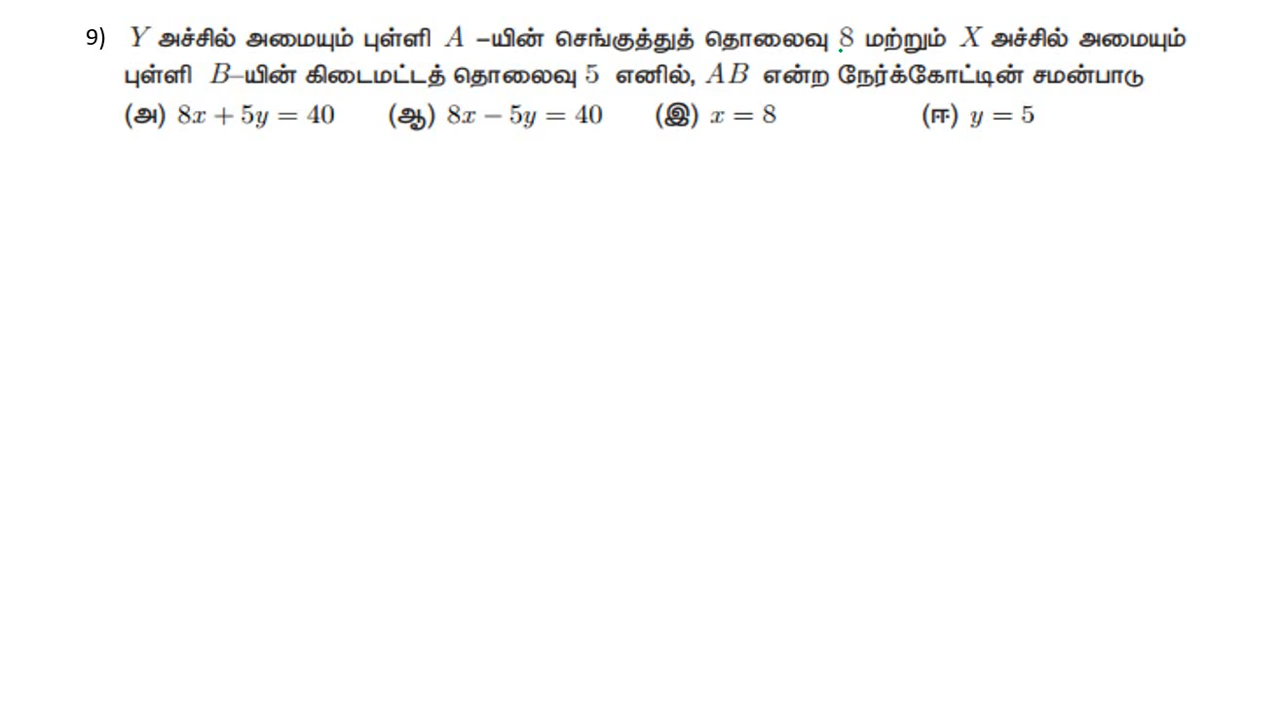 9) Y அச்சில் அமையும் புள்ளி A –யின் செங்குத்துத் தொலைவு 8 மற்றும் X அச்சில் அமையும்
புள்ளி B–யின் கிடைமட்டத் தொலைவு 5 எனில், AB என்ற நேர்க்கோட்டின் சமன்பாடு
(அ) 8x + 5y = 40 (ஆ) 8x − 5y = 40 (இ) x = 8 (ஈ) y = 5